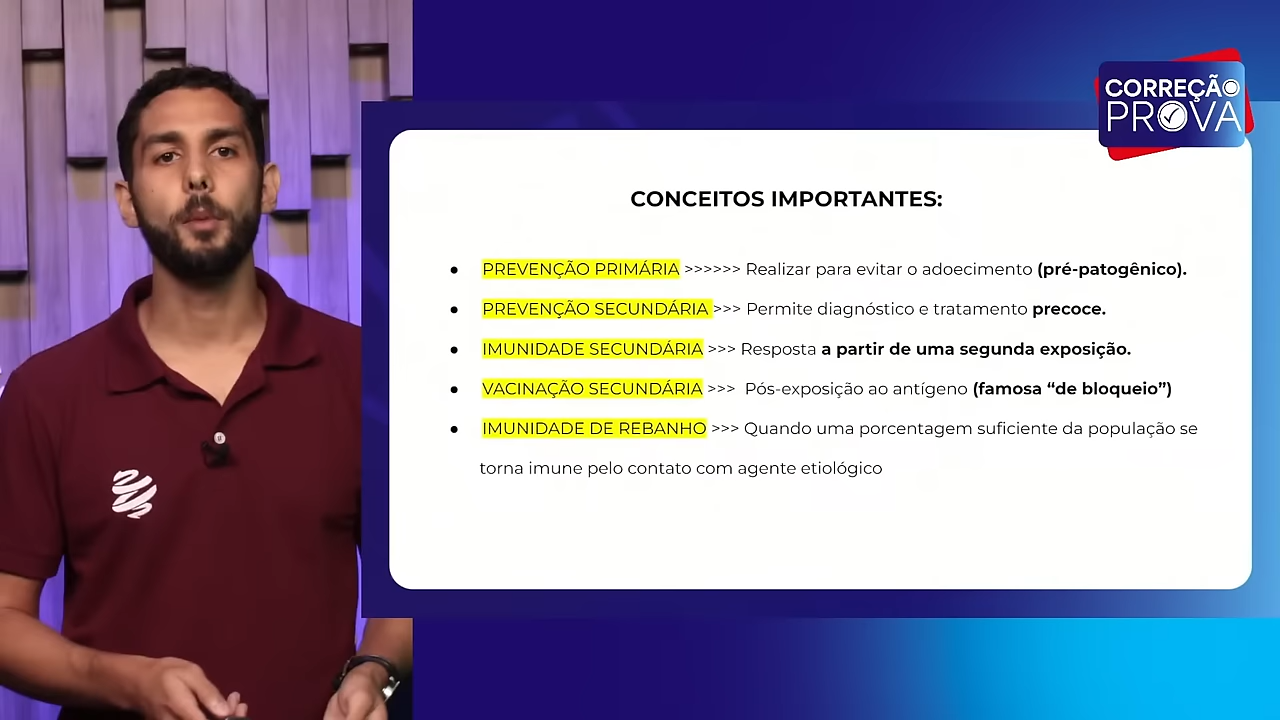 CORREÇÃO
PROVA
CONCEITOS IMPORTANTES:
● PREVENÇÃO PRIMÁRIA >>>>>> Realizar para evitar o adoecimento (pré-patogênico).
● PREVENÇÃO SECUNDÁRIA >>> Permite diagnóstico e tratamento precoce.
● IMUNIDADE SECUNDÁRIA >>> Resposta a partir de uma segunda exposição.
● VACINAÇÃO SECUNDÁRIA >>> Pós-exposição ao antígeno (famosa “de bloqueio”)
● IMUNIDADE DE REBANHO >>> Quando uma porcentagem suficiente da população se
torna imune pelo contato com agente etiológico